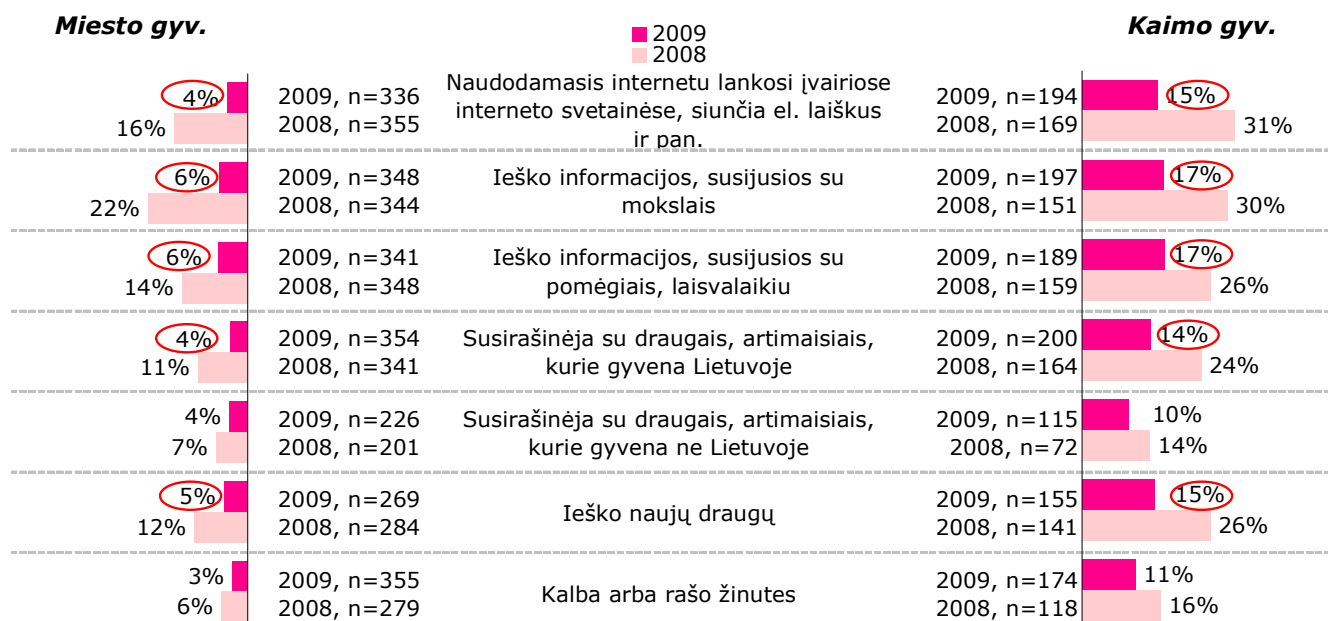 Miesto gyv.
Kaimo gyv.
2009
2008
4%
16%
2009, n=336
2008, n=355
Naudodamasis internetu lankosi įvairiose
interneto svetainėse, siunčia el. laiškus
ir pan.
2009, n=194
2008, n=169
15%
31%
6%
22%
2009, n=348
2008, n=344
Ieško informacijos, susijusios su
mokslais
2009, n=197
2008, n=151
17%
30%
6%
14%
2009, n=341
2008, n=348
Ieško informacijos, susijusios su
pomėgiais, laisvalaikiu
2009, n=189
2008, n=159
17%
26%
4%
11%
2009, n=354
2008, n=341
Susirašinėja su draugais, artimaisiais,
kurie gyvena Lietuvoje
2009, n=200
2008, n=164
14%
24%
4%
7%
2009, n=226
2008, n=201
Susirašinėja su draugais, artimaisiais,
kurie gyvena ne Lietuvoje
2009, n=115
2008, n=72
10%
14%
5%
12%
2009, n=269
2008, n=284
Ieško naujų draugų
2009, n=155
2008, n=141
15%
26%
3%
6%
2009, n=355
2008, n=279
Kalba arba rašo žinutes
2009, n=174
2008, n=118
11%
16%